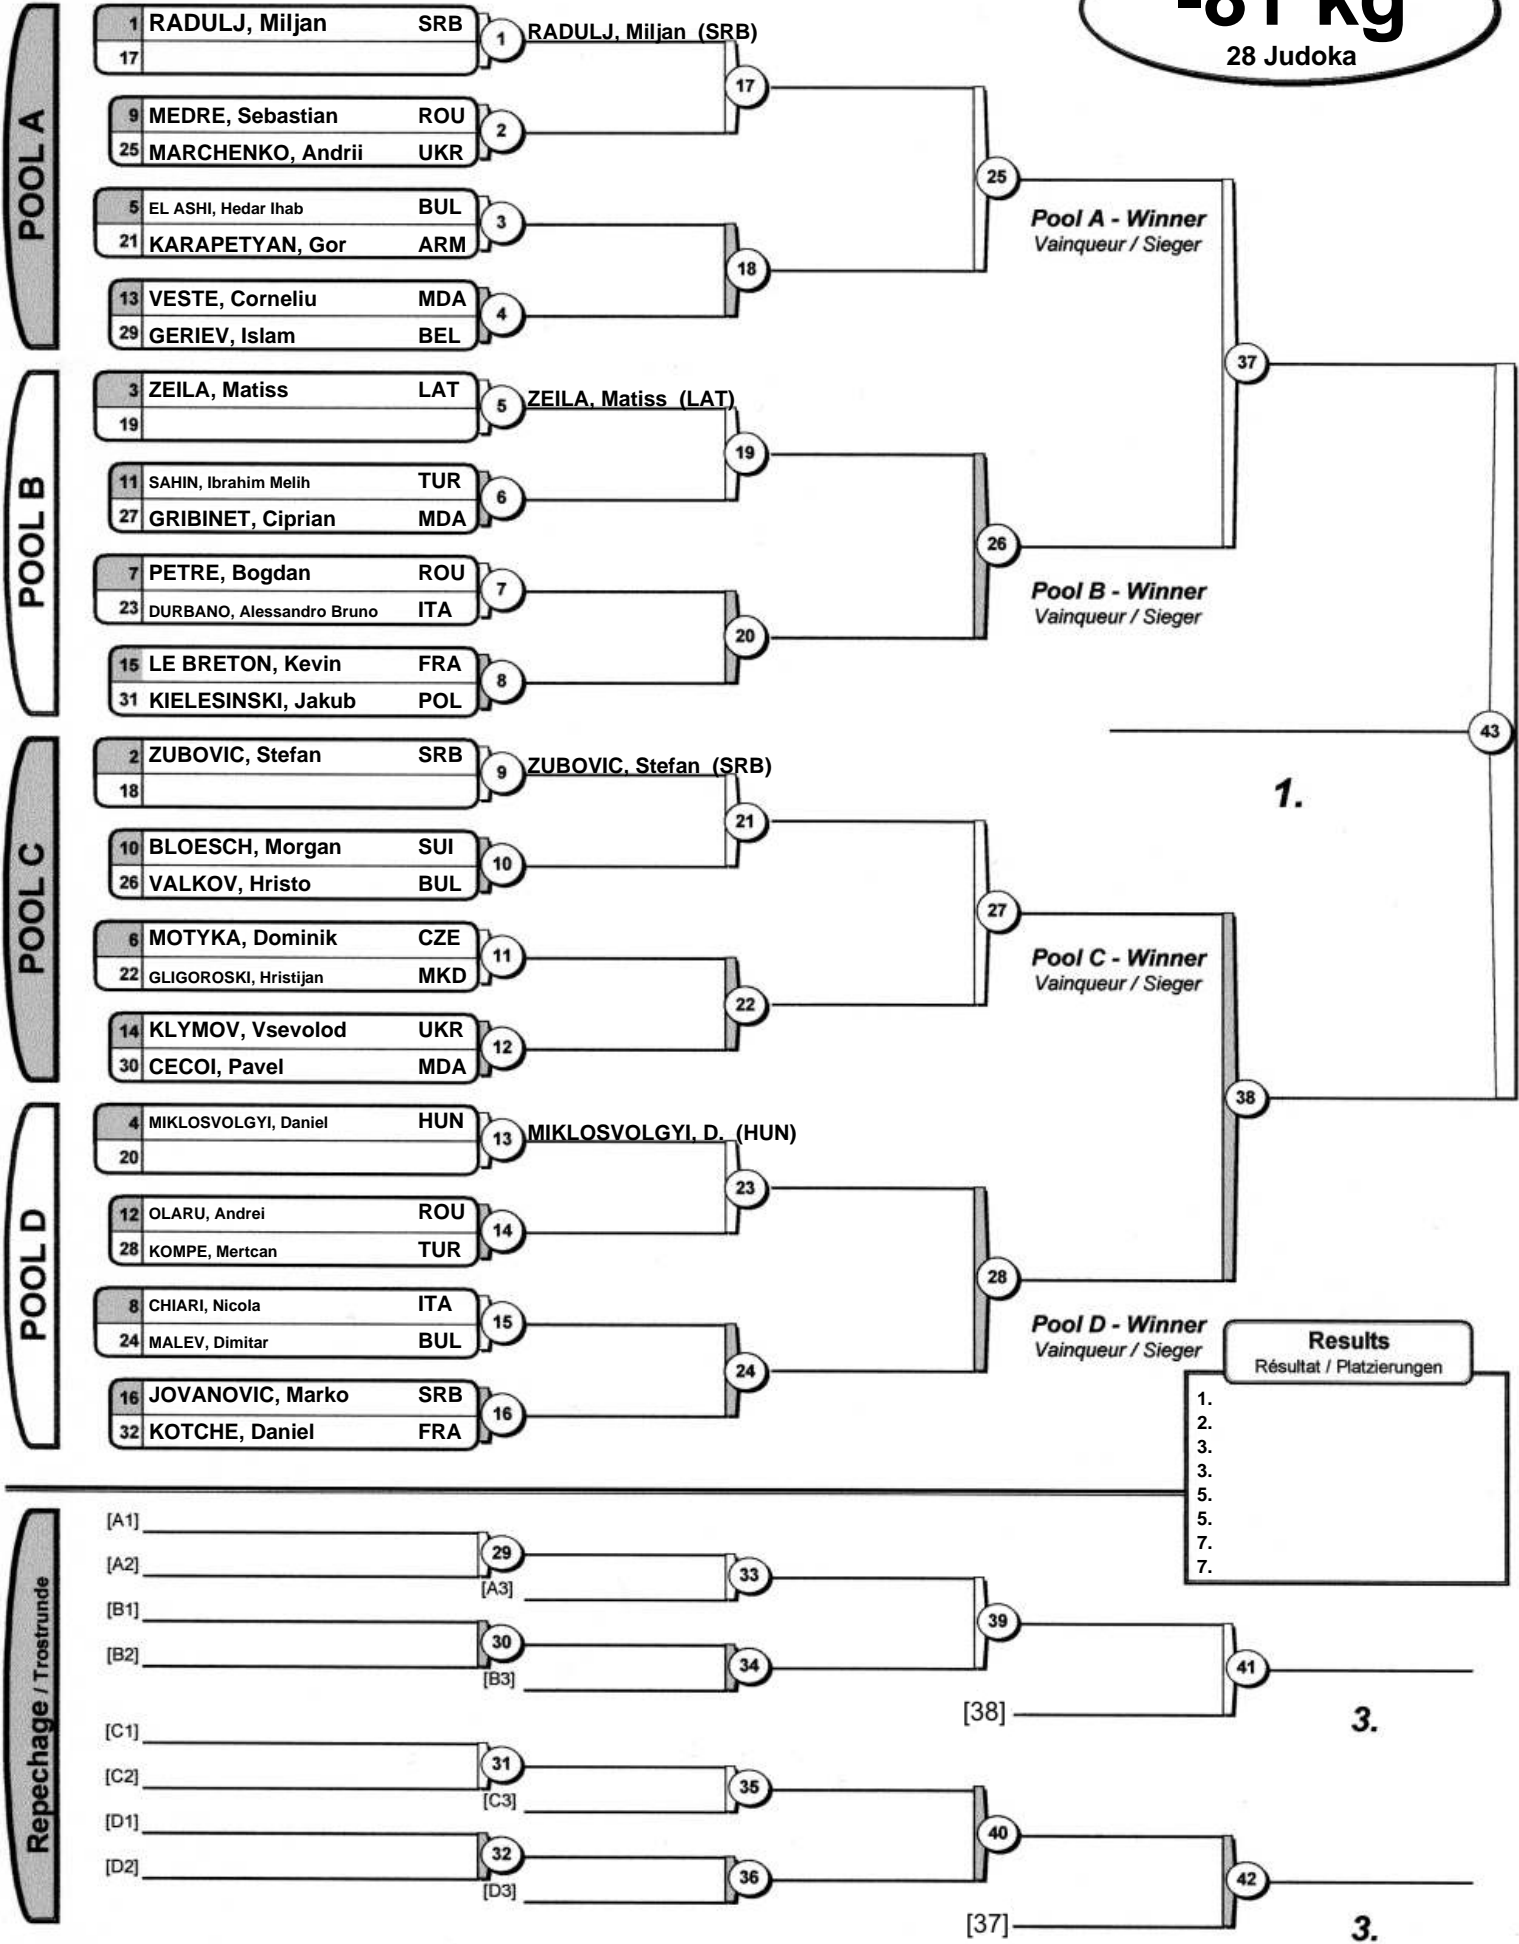 -81 kg
28 Judoka
POOL A
1 RADULJ, Miljan SRB
17
1 RADULJ, Miljan (SRB)
9 MEDRE, Sebastian ROU
25 MARCHENKO, Andrii UKR
2
17
5 EL ASHI, Hedar Ihab BUL
21 KARAPETYAN, Gor ARM
3
13 VESTE, Corneliu MDA
29 GERIEV, Islam BEL
4
18
25
Pool A - Winner
Vainqueur / Sieger
POOL B
3 ZEILA, Matiss LAT
19
5 ZEILA, Matiss (LAT)
11 SAHIN, Ibrahim Melih TUR
27 GRIBINET, Ciprian MDA
6
19
7 PETRE, Bogdan ROU
23 DURBANO, Alessandro Bruno ITA
7
15 LE BRETON, Kevin FRA
31 KIELESINSKI, Jakub POL
8
20
26
Pool B - Winner
Vainqueur / Sieger
37
POOL C
2 ZUBOVIC, Stefan SRB
18
9 ZUBOVIC, Stefan (SRB)
10 BLOESCH, Morgan SUI
26 VALKOV, Hristo BUL
10
21
6 MOTYKA, Dominik CZE
22 GLIGOROSKI, Hristijan MKD
11
14 KLYMOV, Vsevolod UKR
30 CECOI, Pavel MDA
12
22
27
Pool C - Winner
Vainqueur / Sieger
43
1.
POOL D
4 MIKLOSVOLGYI, Daniel HUN
20
13 MIKLOSVOLGYI, D. (HUN)
12 OLARU, Andrei ROU
28 KOMPE, Mertcan TUR
14
23
8 CHIARI, Nicola ITA
24 MALEV, Dimitar BUL
15
16 JOVANOVIC, Marko SRB
32 KOTCHE, Daniel FRA
16
24
28
Pool D - Winner
Vainqueur / Sieger
38
Results
Résultat / Platzierungen
1.
2.
3.
3.
5.
5.
7.
7.
Repechage / Trostrunde
[A1]
[A2]
29
[A3]
33
[B1]
[B2]
30
[B3]
34
39
[38]
41
3.
[C1]
[C2]
31
[C3]
35
[D1]
[D2]
32
[D3]
36
40
[37]
42
3.